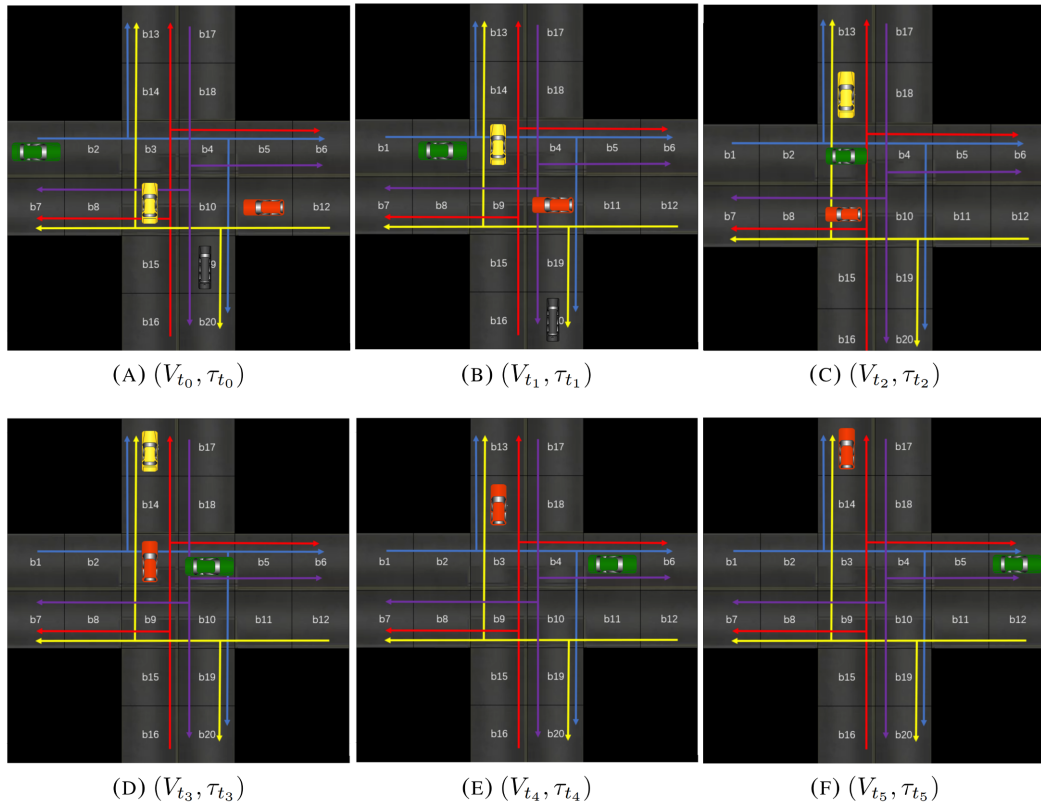 b13 b17
b14 b18
b2 b3 b4 b5 b6
b7 b8 b10 b12
b15 9
b16 b20
(A) (V_{t_0}, τ_{t_0})
b13 b17
b14 b18
b1 b4 b5 b6
b7 b8 b9 b11 b12
b15 b19
b16 0
(B) (V_{t_1}, τ_{t_1})
b13 b17
b18
b1 b2 b4 b5 b6
b7 b8 b10 b11 b12
b15 b19
b16 b20
(C) (V_{t_2}, τ_{t_2})
b17
b14 b18
b1 b2 b5 b6
b7 b8 b9 b10 b11 b12
b15 b19
b16 b20
(D) (V_{t_3}, τ_{t_3})
b13 b17
b18
b1 b2 b3 b4 b6
b7 b8 b9 b10 b11 b12
b15 b19
b16 b20
(E) (V_{t_4}, τ_{t_4})
b17
b14 b18
b1 b2 b3 b4 b5
b7 b8 b9 b10 b11 b12
b15 b19
b16 b20
(F) (V_{t_5}, τ_{t_5})